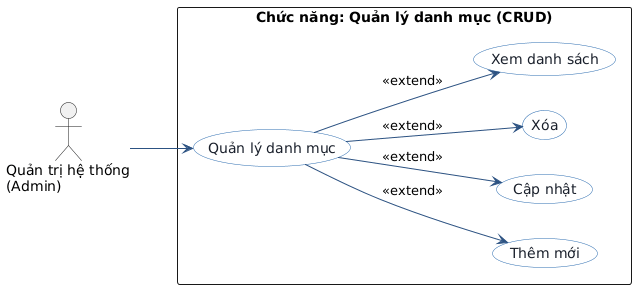 Chức năng: Quản lý danh mục (CRUD)
Xem danh sách
«extend»
«extend»
Xóa
Quản lý danh mục
«extend»
Quản trị hệ thống
(Admin)
Cập nhật
«extend»
Thêm mới